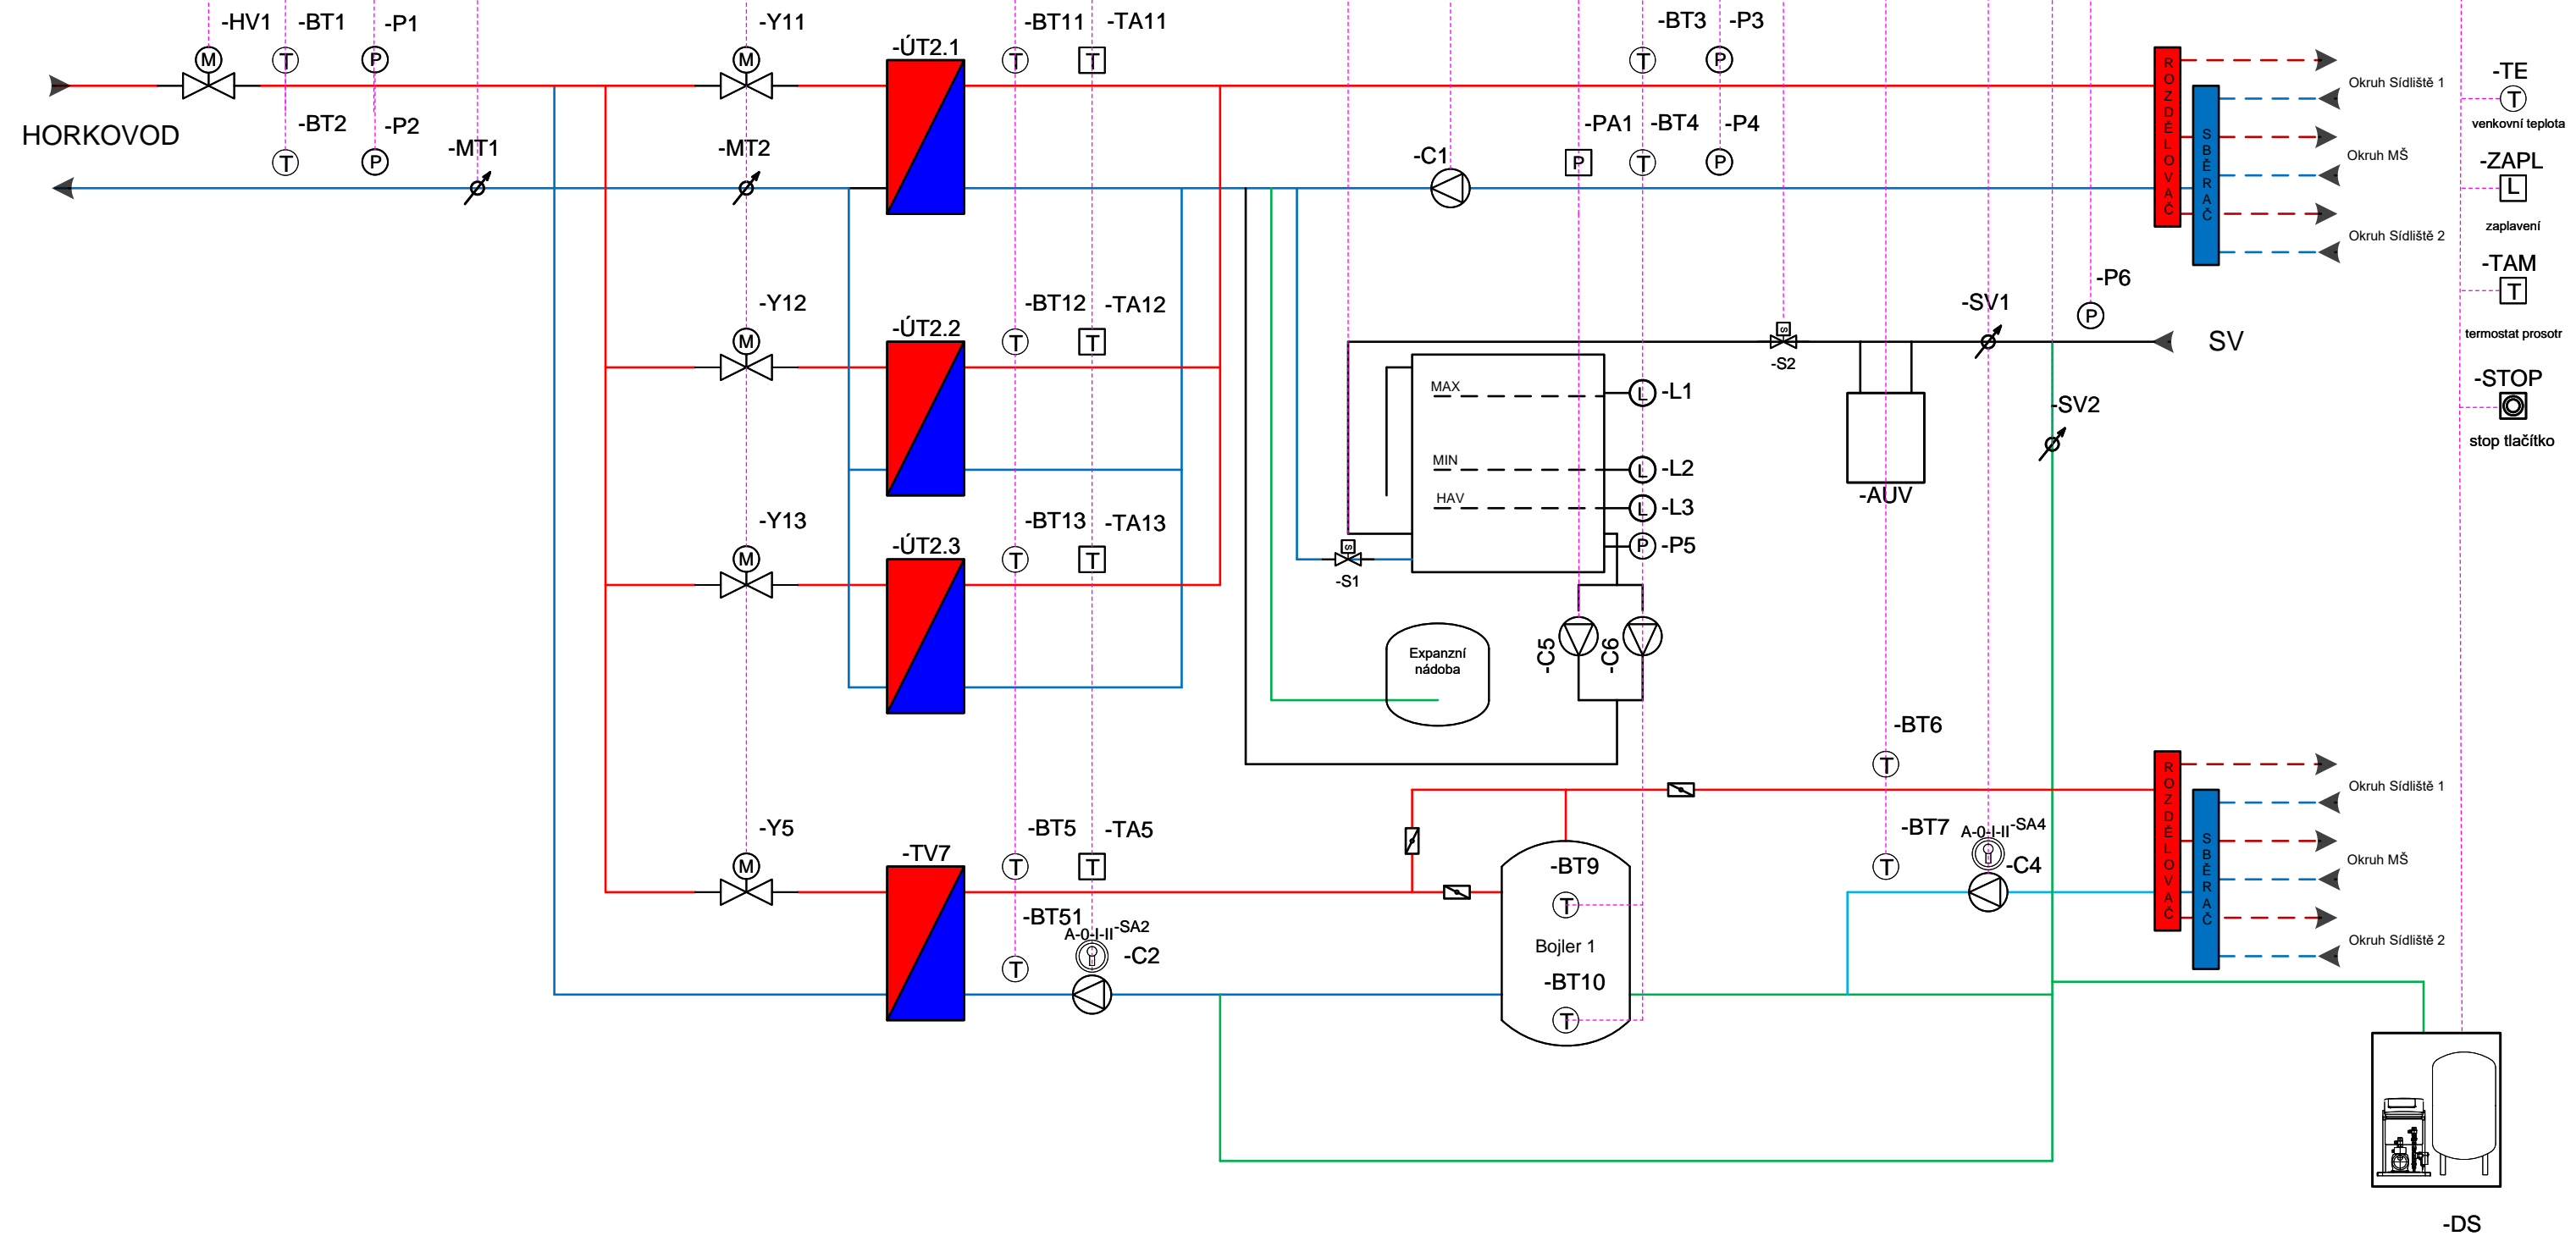 -HV1
-BT1
-P1
-Y11
-ÚT2.1
-BT11
-TA11
-BT3
-P3
M
T
P
M
T
T
T
P
HORKOVOD
-BT2
-P2
T
P
-MT1
-MT2
-C1
-PA1
-BT4
-P4
P
T
P
ROZDĚLOVAČ
SBĚRAČ
Okruh Sídliště 1
Okruh MŠ
Okruh Sídliště 2
-TE
T
venkovní teplota
-ZAPL
L
zaplavení
-TAM
T
termostat prosotr
-STOP
stop tlačítko
-Y12
M
-ÚT2.2
-BT12
T
-TA12
T
S
-S2
-SV1
-P6
P
SV
-SV2
-AUV
MAX
L
-L1
MIN
L
-L2
HAV
L
-L3
P
-P5
S
-S1
-Y13
M
-ÚT2.3
-BT13
T
-TA13
T
Expanzní
nádoba
-C5
-C6
-BT6
T
-BT7
T
A-0-I-II
-SA4
-C4
ROZDĚLOVAČ
SBĚRAČ
Okruh Sídliště 1
Okruh MŠ
Okruh Sídliště 2
-Y5
M
-TV7
-BT5
T
-TA5
T
-BT51
T
A-0-I-II
-SA2
-C2
-BT9
T
Bojler 1
-BT10
T
-DS